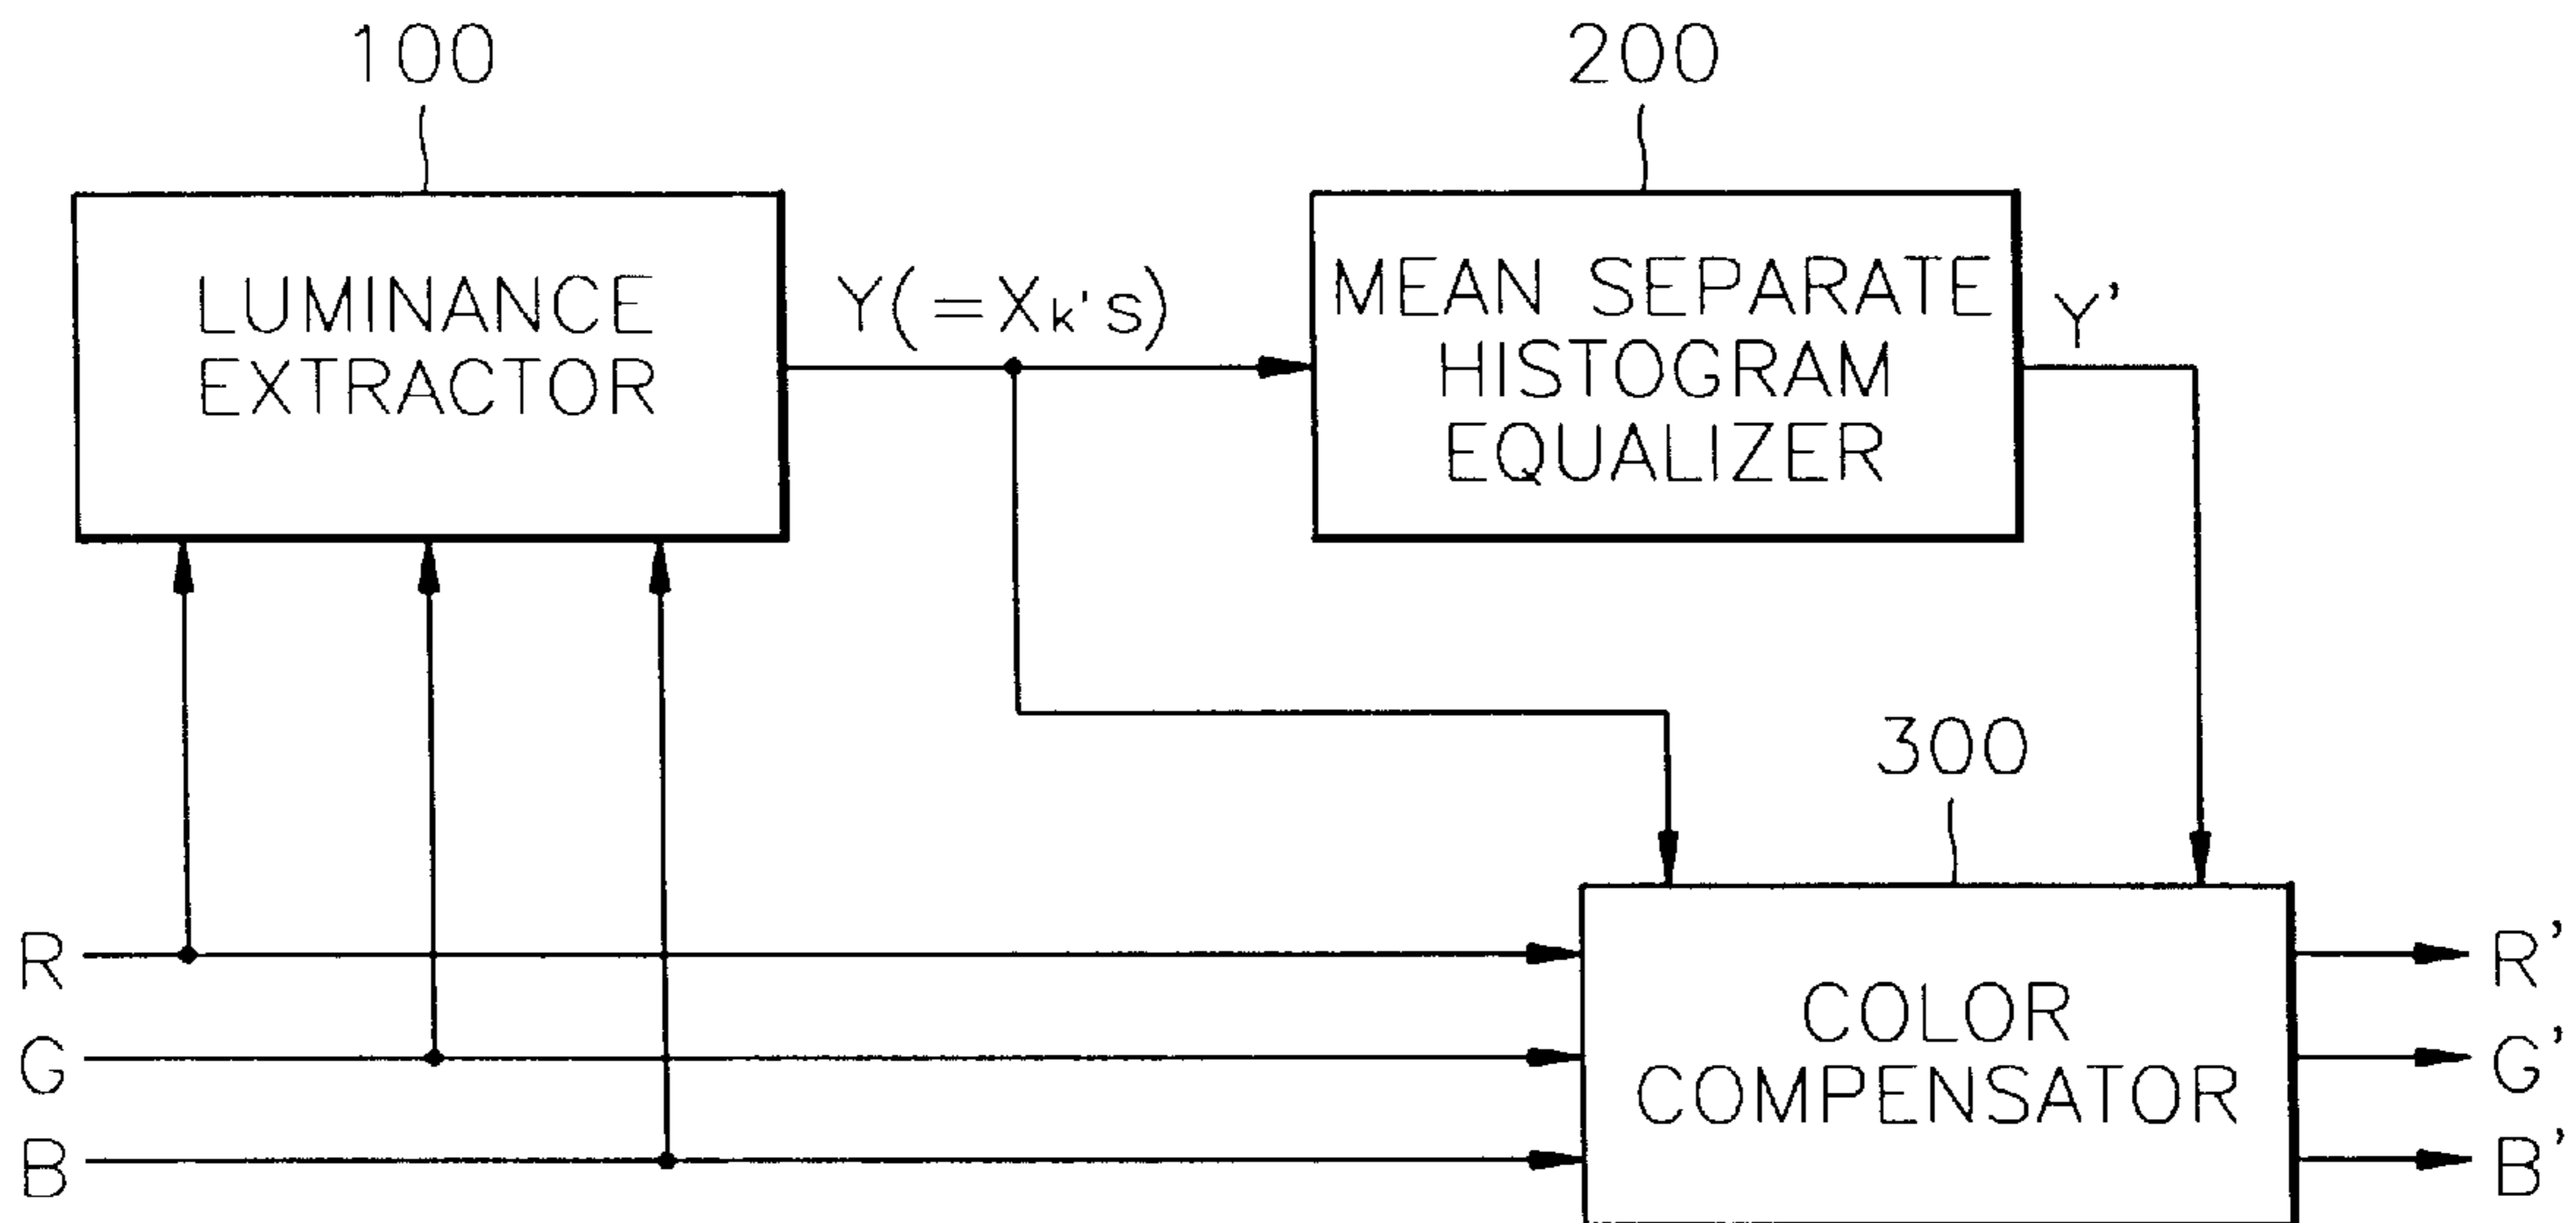 100
200
LUMINANCE
EXTRACTOR
Y(=Xk's)
MEAN SEPARATE
HISTOGRAM
EQUALIZER
Y'
300
R
G
B
COLOR
COMPENSATOR
R'
G'
B'